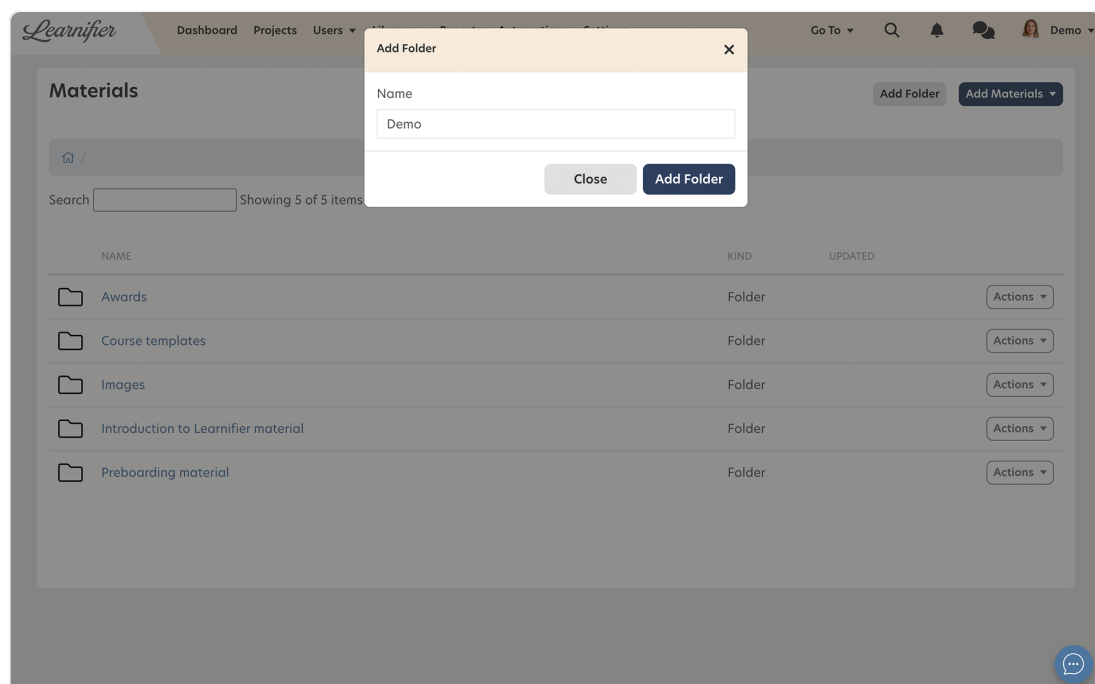 Learnifier
Dashboard Projects Users
Go To
Demo
Add Folder
Name
Demo
Close
Add Folder
Materials
Add Folder
Add Materials
/
Search
Showing 5 of 5 items
NAME KIND UPDATED
Awards Folder Actions
Course templates Folder Actions
Images Folder Actions
Introduction to Learnifier material Folder Actions
Preboarding material Folder Actions